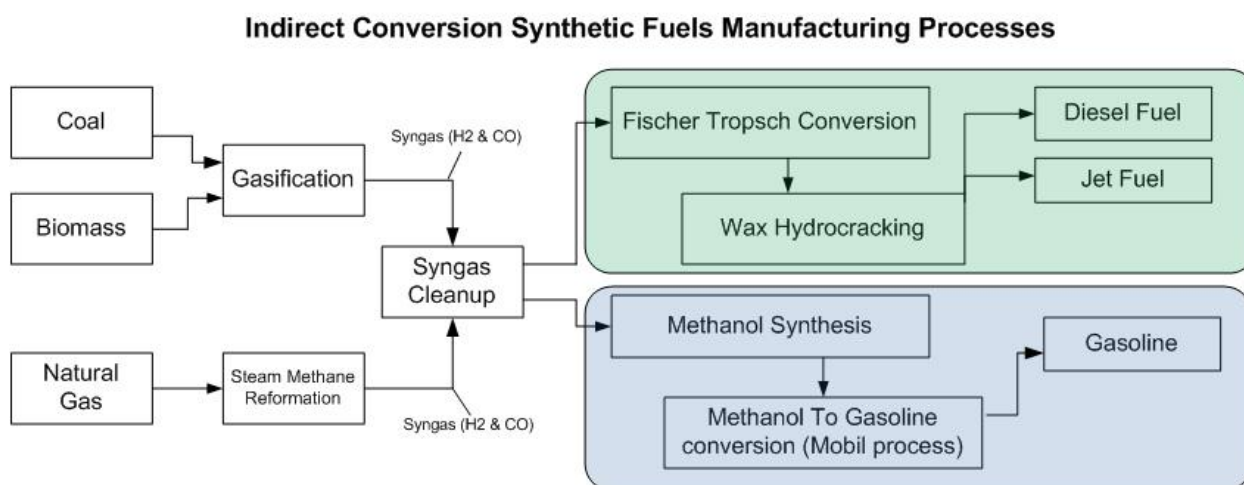 Indirect Conversion Synthetic Fuels Manufacturing Processes
Coal
Biomass
Gasification
Syngas (H2 & CO)
Syngas
Cleanup
Natural
Gas
Steam Methane
Reformation
Syngas (H2 & CO)
Fischer Tropsch Conversion
Wax Hydrocracking
Diesel Fuel
Jet Fuel
Methanol Synthesis
Methanol To Gasoline
conversion (Mobil process)
Gasoline